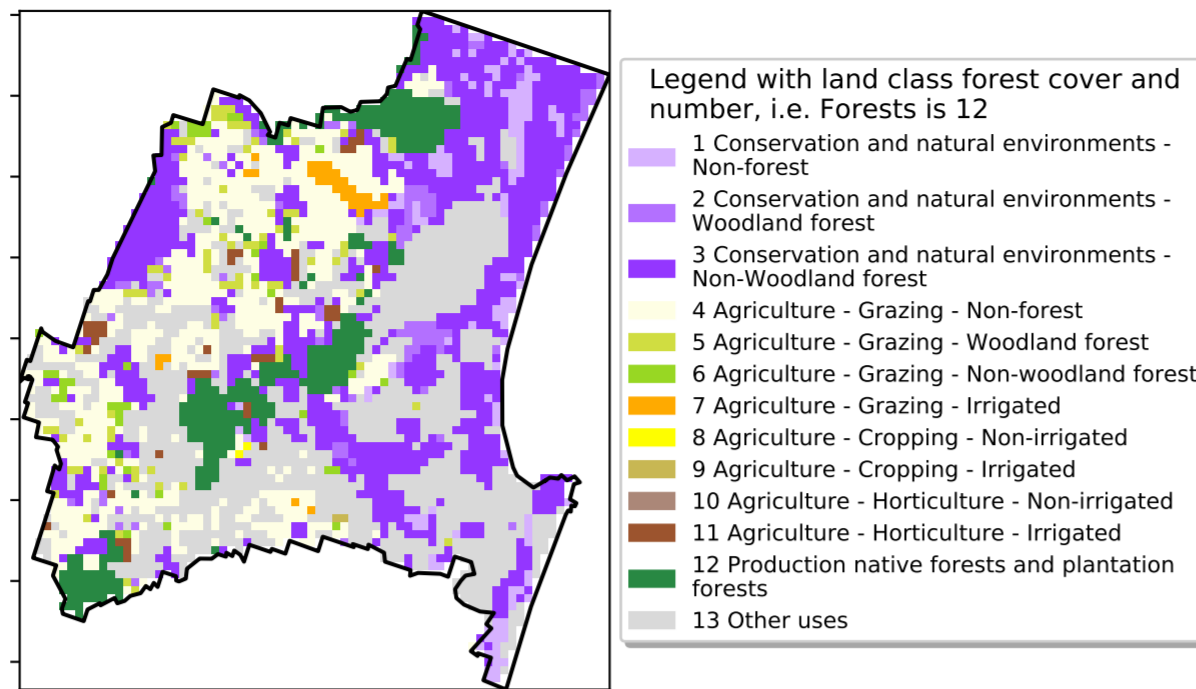 Legend with land class forest cover and
number, i.e. Forests is 12
1 Conservation and natural environments -
Non-forest
2 Conservation and natural environments -
Woodland forest
3 Conservation and natural environments -
Non-Woodland forest
4 Agriculture - Grazing - Non-forest
5 Agriculture - Grazing - Woodland forest
6 Agriculture - Grazing - Non-woodland forest
7 Agriculture - Grazing - Irrigated
8 Agriculture - Cropping - Non-irrigated
9 Agriculture - Cropping - Irrigated
10 Agriculture - Horticulture - Non-irrigated
11 Agriculture - Horticulture - Irrigated
12 Production native forests and plantation
forests
13 Other uses